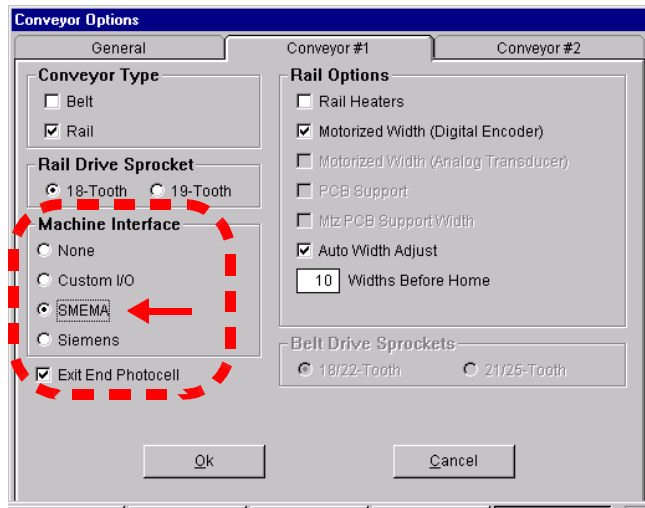 Conveyor Options
General
Conveyor #1
Conveyor #2
Conveyor Type
Belt
Rail
Rail Drive Sprocket
18-Tooth 19-Tooth
Machine Interface
None
Custom I/O
SMEMA
Siemens
Exit End Photocell
Rail Options
Rail Heaters
Motorized Width (Digital Encoder)
Motorized Width (Analog Transducer)
PCB Support
Mtz PCB Support Width
Auto Width Adjust
10 Widths Before Home
Belt Drive Sprockets
18/22-Tooth 21/25-Tooth
Ok
Cancel